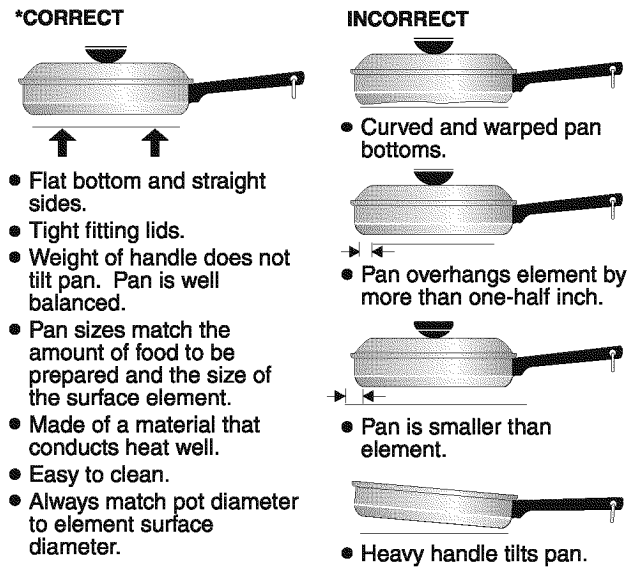 *CORRECT
● Flat bottom and straight
sides.
● Tight fitting lids.
● Weight of handle does not
tilt pan.  Pan is well
balanced.
● Pan sizes match the
amount of food to be
prepared and the size of
the surface element.
● Made of a material that
conducts heat well.
● Easy to clean.
● Always match pot diameter
to element surface
diameter.
INCORRECT
● Curved and warped pan
bottoms.
● Pan overhangs element by
more than one-half inch.
● Pan is smaller than
element.
● Heavy handle tilts pan.